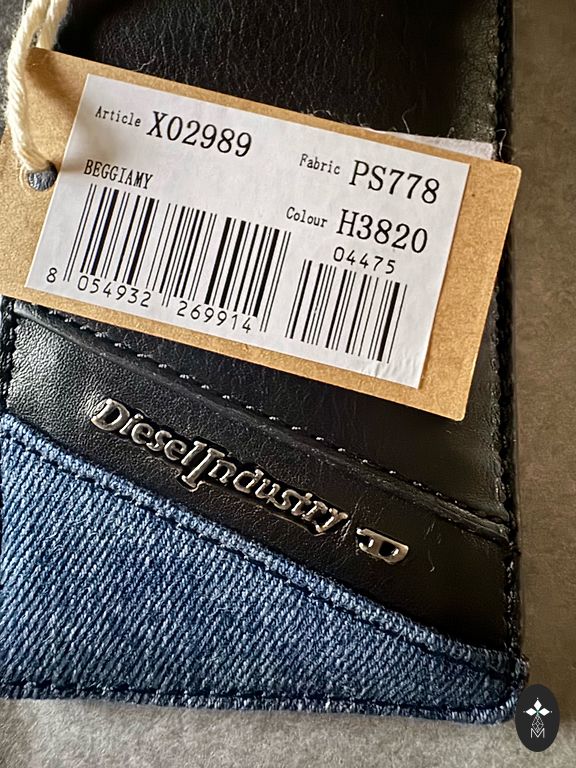 Article X02989
Fabric PS778
BEGGIAMY
Colour H3820
04475
8 054932 269914
DieselIndustry D
M